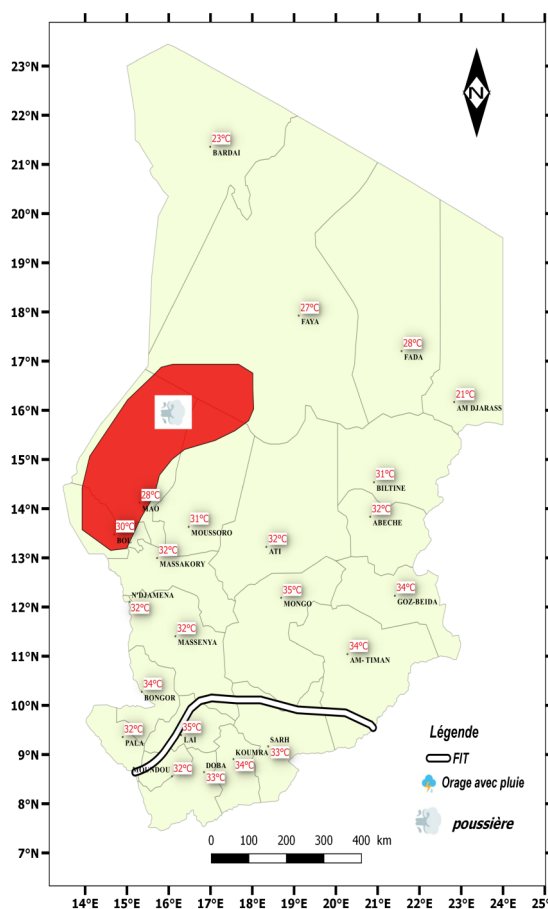 23°N
22°N
21°N
20°N
19°N
18°N
17°N
16°N
15°N
14°N
13°N
12°N
11°N
10°N
9°N
8°N
7°N
N
23°C
BARDAI
27°C
FAYA
28°C
FADA
21°C
AM DJARASS
31°C
BILTINE
28°C
MAO
32°C
ABECHE
31°C
MOUSSORO
30°C
BOL
32°C
ATI
32°C
MASSAKORY
34°C
GOZ-BEIDA
35°C
MONGO
N'DJAMENA
32°C
32°C
MASSENYA
34°C
AM- TIMAN
34°C
BONGOR
32°C
PALA
35°C
LAI
SARH
33°C
KOUMRA
34°C
DOBA
33°C
MOUNDOU
32°C
Légende
FIT
Orage avec pluie
poussière
0 100 200 300 400 km
14°E 15°E 16°E 17°E 18°E 19°E 20°E 21°E 22°E 23°E 24°E 25°E